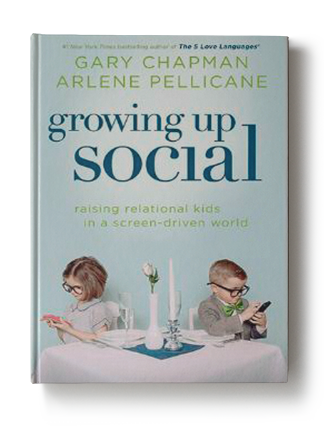 #1 New York Times bestselling author of The 5 Love Languages®
GARY CHAPMAN
ARLENE PELLICANE
growing up
social
raising relational kids
in a screen-driven world